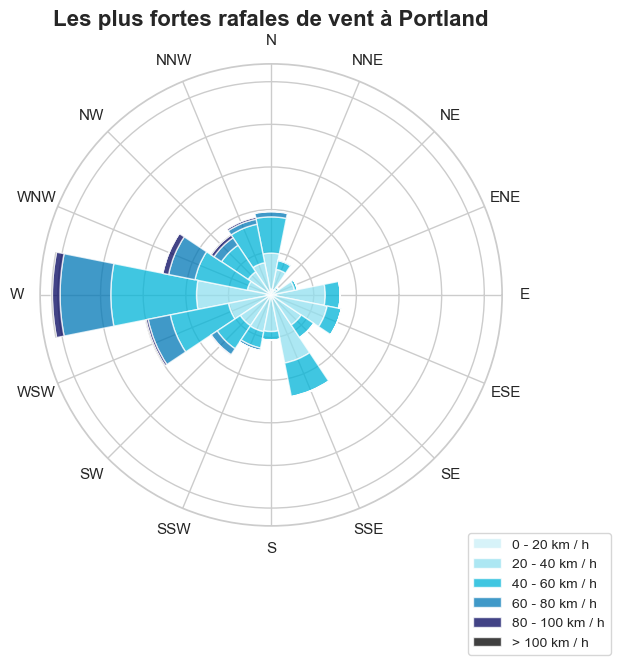 Les plus fortes rafales de vent à Portland
N
NNW
NNE
NW
NE
WNW
ENE
W
E
WSW
ESE
SW
SE
SSW
SSE
S
0 - 20 km / h
20 - 40 km / h
40 - 60 km / h
60 - 80 km / h
80 - 100 km / h
> 100 km / h